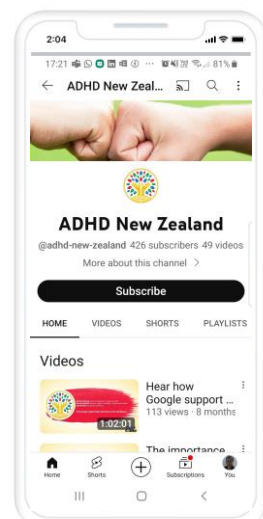 2:04
17:21 81%
ADHD New Zeal...
ADHD New Zealand
@adhd-new-zealand 426 subscribers 49 videos
More about this channel >
Subscribe
HOME VIDEOS SHORTS PLAYLISTS
Videos
Hear how
Google support ...
113 views · 8 months
1:02:01
The importance
Home Shorts Subscriptions You